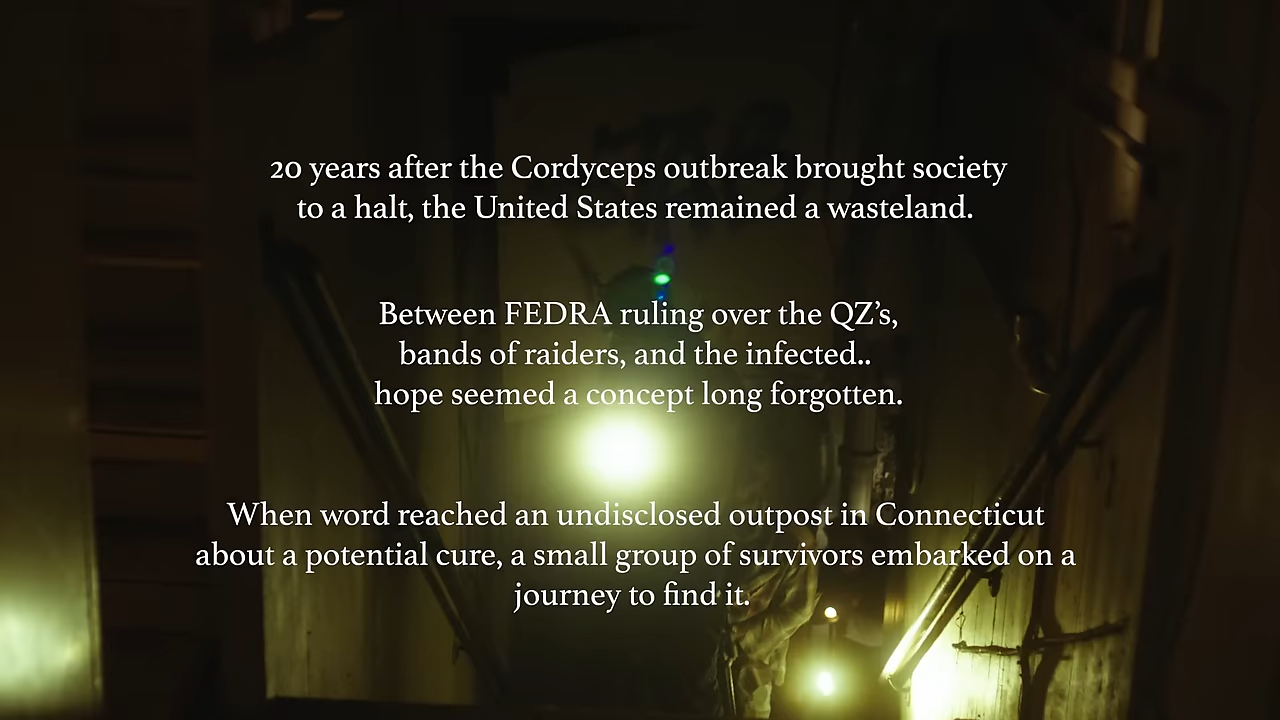 20 years after the Cordyceps outbreak brought society
to a halt, the United States remained a wasteland.
Between FEDRA ruling over the QZ’s,
bands of raiders, and the infected..
hope seemed a concept long forgotten.
When word reached an undisclosed outpost in Connecticut
about a potential cure, a small group of survivors embarked on a
journey to find it.